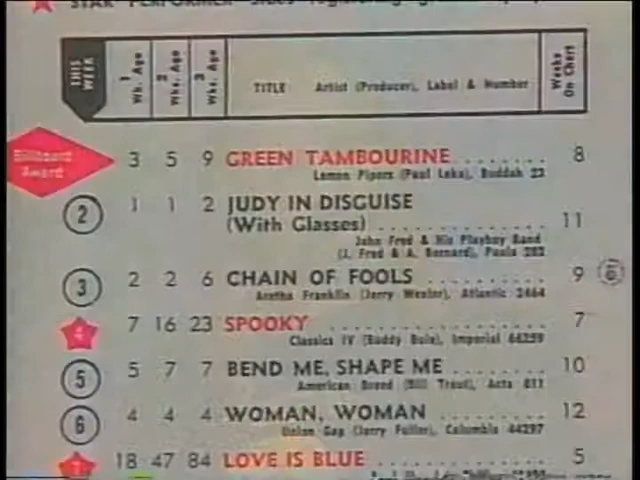 STAR PERFORMER
THIS WEEK
1 Wk. Ago
2 Wks. Ago
3 Wks. Ago
TITLE Artist (Producer), Label & Number
Weeks On Chart
Billboard Award 3 5 9 GREEN TAMBOURINE ........ 8
Lemon Pipers (Paul Leka), Buddah 23
2 1 1 2 JUDY IN DISGUISE
(With Glasses) ................. 11
John Fred & His Playboy Band
(J. Fred & A. Bernard), Paula 282
3 2 2 6 CHAIN OF FOOLS ........... 9
Aretha Franklin (Jerry Wexler), Atlantic 2464
4 7 16 23 SPOOKY ..................... 7
Classics IV (Buddy Buie), Imperial 66259
5 5 7 7 BEND ME, SHAPE ME ........ 10
American Breed (Bill Traut), Acta 811
6 4 4 4 WOMAN, WOMAN ......... 12
Union Gap (Jerry Fuller), Columbia 44297
7 18 47 84 LOVE IS BLUE .............. 5